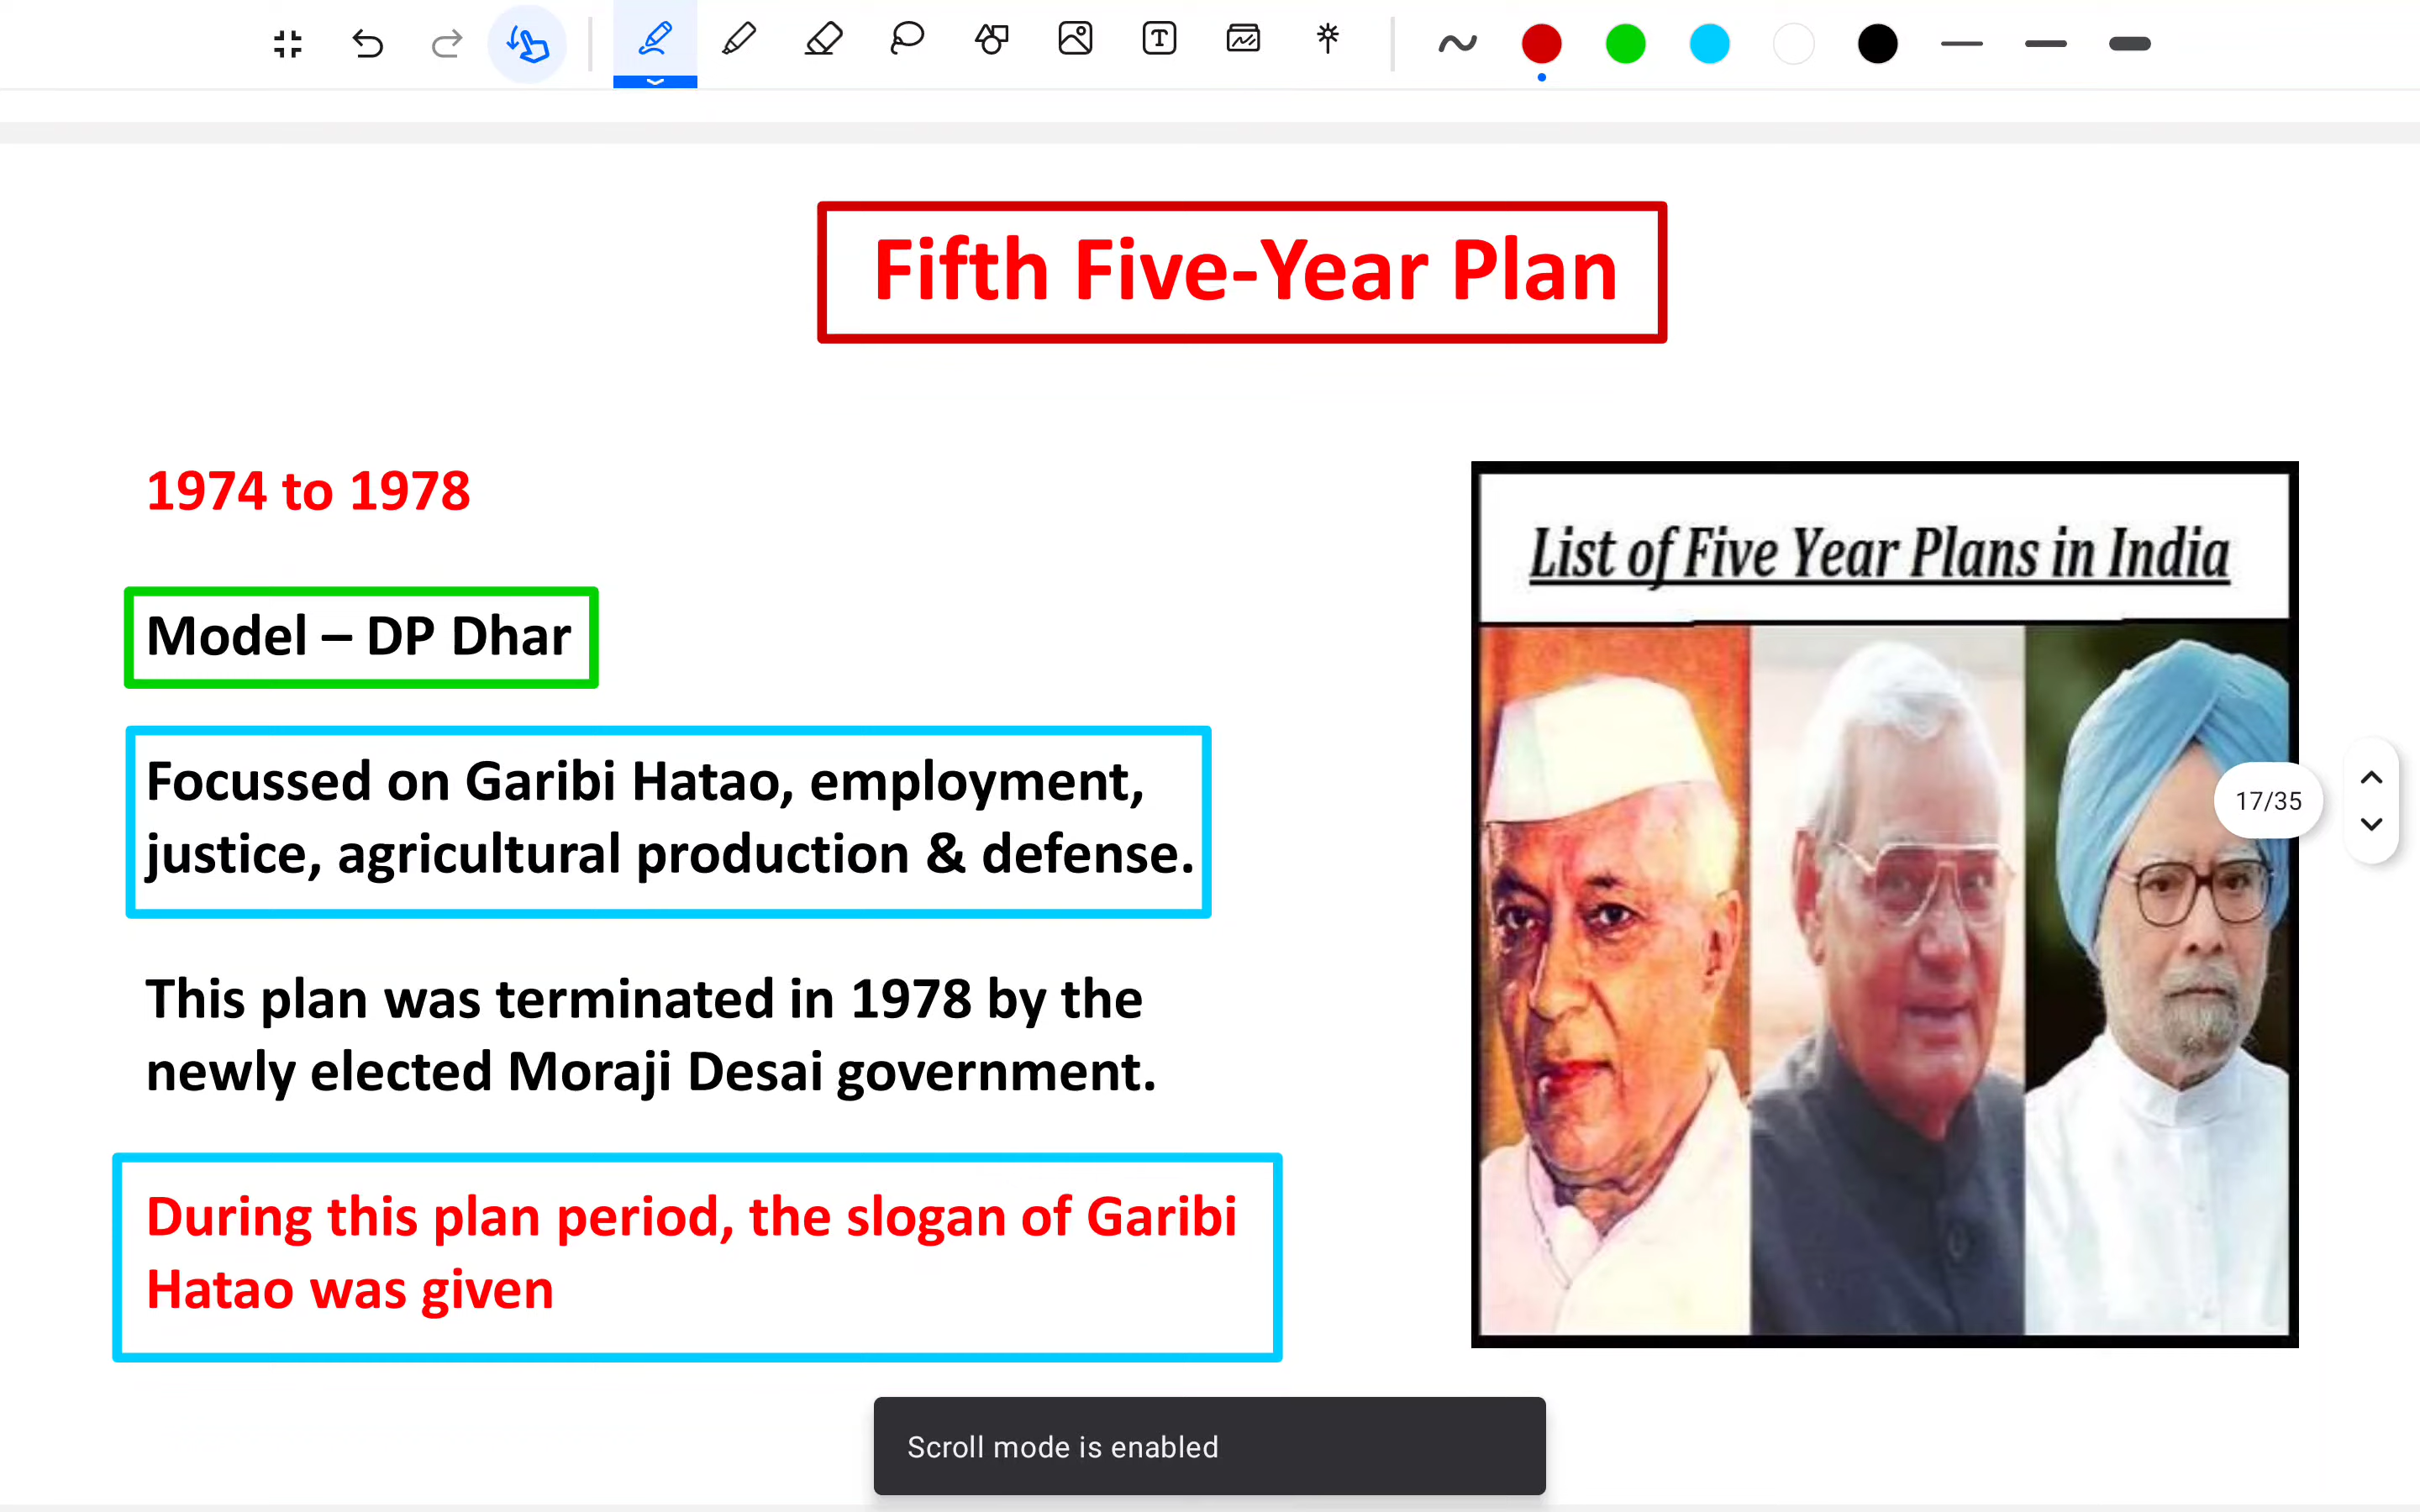 Fifth Five-Year Plan
1974 to 1978
Model – DP Dhar
Focussed on Garibi Hatao, employment,
justice, agricultural production & defense.
This plan was terminated in 1978 by the
newly elected Moraji Desai government.
During this plan period, the slogan of Garibi
Hatao was given
List of Five Year Plans in India
17/35
Scroll mode is enabled